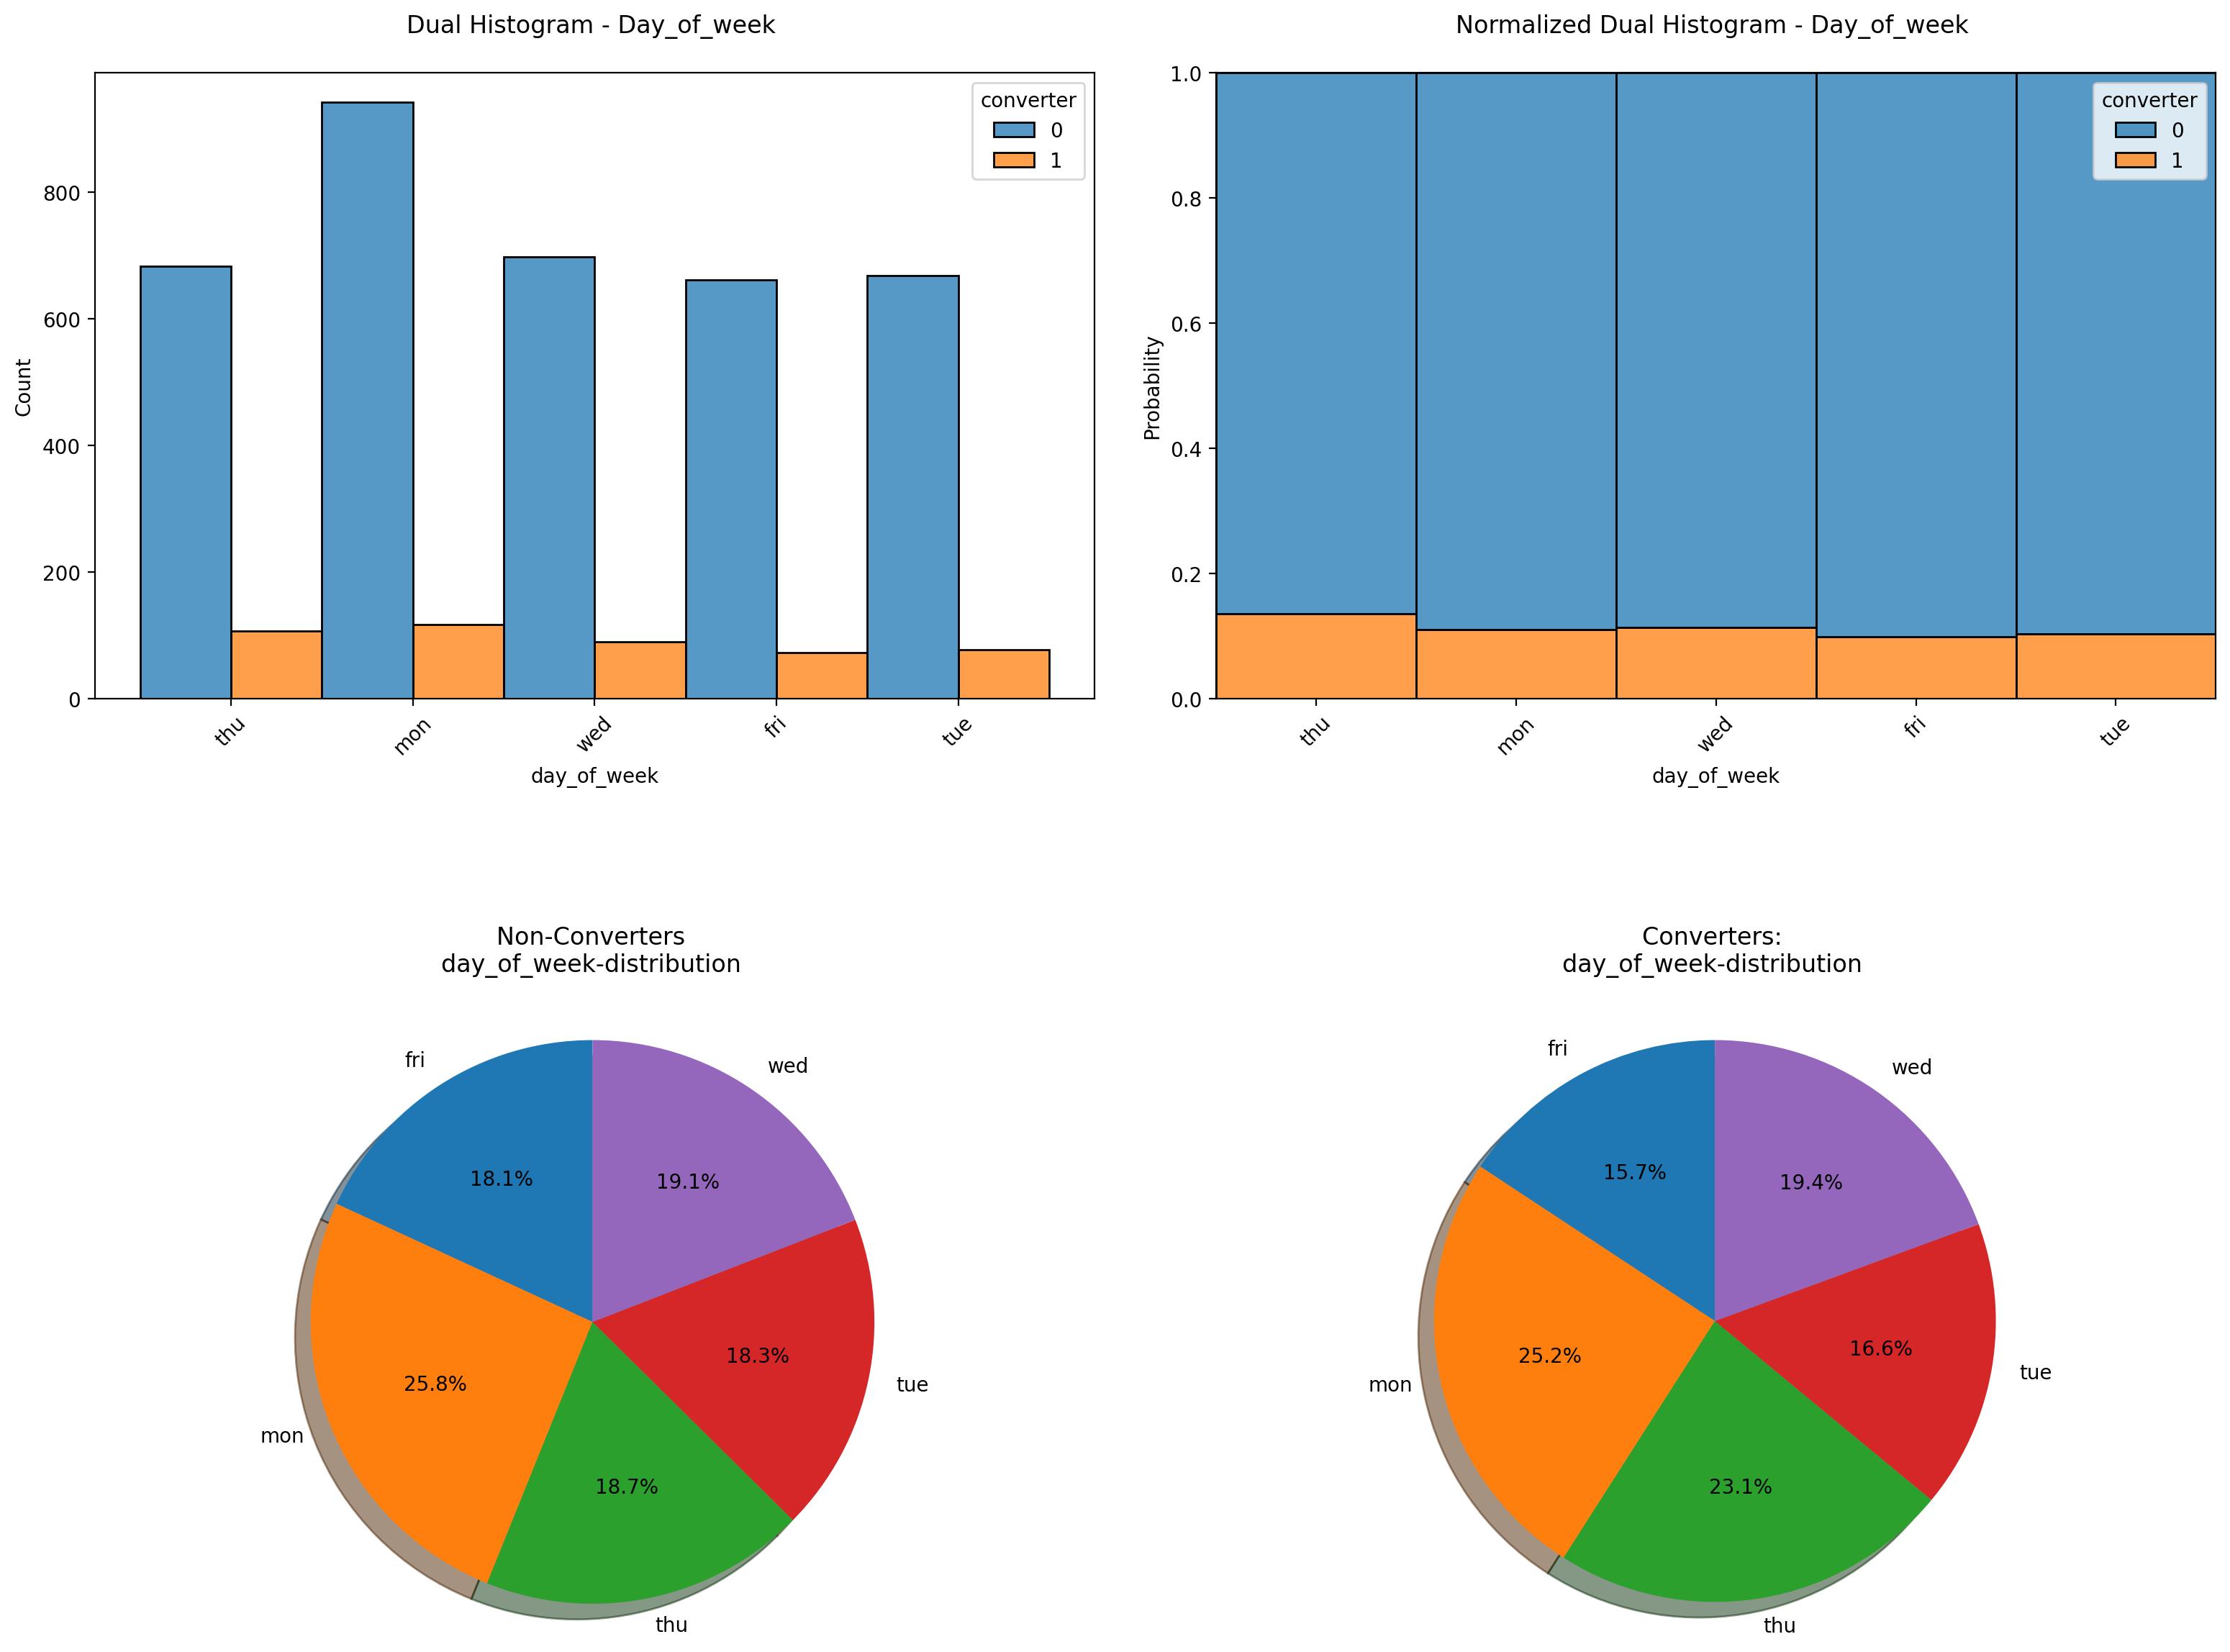 Dual Histogram - Day_of_week
converter
0
1
800
600
400
200
0
Count
thu
mon
wed
fri
tue
day_of_week
Normalized Dual Histogram - Day_of_week
converter
0
1
1.0
0.8
0.6
0.4
0.2
0.0
Probability
thu
mon
wed
fri
tue
day_of_week
Non-Converters
day_of_week-distribution
fri
wed
18.1%
19.1%
18.3%
25.8%
tue
mon
18.7%
thu
Converters:
day_of_week-distribution
fri
wed
15.7%
19.4%
16.6%
25.2%
tue
mon
23.1%
thu